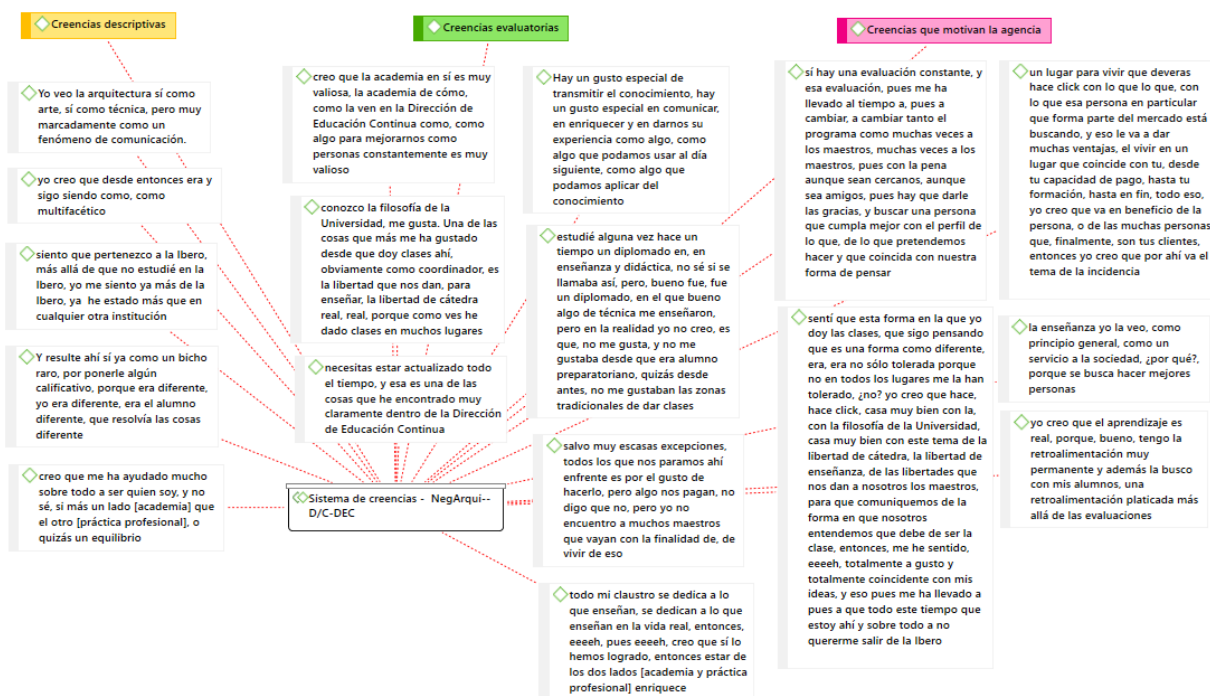 Creencias descriptivas
Yo veo la arquitectura sí como
arte, sí como técnica, pero muy
marcadamente como un
fenómeno de comunicación.
yo creo que desde entonces era y
sigo siendo como, como
multifacético
siento que pertenezco a la Ibero,
más allá de que no estudié en la
Ibero, yo me siento ya más de la
Ibero, ya he estado más que en
cualquier otra institución
Y resulte ahí sí ya como un bicho
raro, por ponerle algún
calificativo, porque era diferente,
yo era diferente, era el alumno
diferente, que resolvía las cosas
diferente
creo que me ha ayudado mucho
sobre todo a ser quien soy, y no
sé, si más un lado [academia] que
el otro [práctica profesional], o
quizás un equilibrio
Creencias evaluatorias
creo que la academia en sí es muy
valiosa, la academia de cómo,
como la ven en la Dirección de
Educación Continua como, como
algo para mejorarnos como
personas constantemente es muy
valioso
conozco la filosofía de la
Universidad, me gusta. Una de las
cosas que más me ha gustado
desde que doy clases ahí,
obviamente como coordinador, es
la libertad que nos dan, para
enseñar, la libertad de cátedra
real, real, porque como ves he
dado clases en muchos lugares
necesitas estar actualizado todo
el tiempo, y esa es una de las
cosas que he encontrado muy
claramente dentro de la Dirección
de Educación Continua
Sistema de creencias - NegArqui--
D/C-DEC
Hay un gusto especial de
transmitir el conocimiento, hay
un gusto especial en comunicar,
en enriquecer y en darnos su
experiencia como algo, como
algo que podamos usar al día
siguiente, como algo que
podamos aplicar del
conocimiento
estudié alguna vez hace un
tiempo un diplomado en, en
enseñanza y didáctica, no sé si se
llamaba así, pero, bueno fue, fue
un diplomado, en el que bueno
algo de técnica me enseñaron,
pero en la realidad yo no creo, es
que, no me gusta, y no me
gustaba desde que era alumno
preparatoriano, quizás desde
antes, no me gustaban las zonas
tradicionales de dar clases
salvo muy escasas excepciones,
todos los que nos paramos ahí
enfrente es por el gusto de
hacerlo, pero algo nos pagan, no
digo que no, pero yo no
encuentro a muchos maestros
que vayan con la finalidad de, de
vivir de eso
todo mi claustro se dedica a lo
que enseñan, se dedican a lo que
enseñan en la vida real, entonces,
eeeeh, pues eeeeh, creo que sí lo
hemos logrado, entonces estar de
los dos lados [academia y práctica
profesional] enriquece
Creencias que motivan la agencia
sí hay una evaluación constante, y
esa evaluación, pues me ha
llevado al tiempo a, pues a
cambiar, a cambiar tanto el
programa como muchas veces a
los maestros, muchas veces a los
maestros, pues con la pena
aunque sean cercanos, aunque
sea amigos, pues hay que darle
las gracias, y buscar una persona
que cumpla mejor con el perfil de
lo que, de lo que pretendemos
hacer y que coincida con nuestra
forma de pensar
sentí que esta forma en la que yo
doy las clases, que sigo pensando
que es una forma como diferente,
era, era no sólo tolerada porque
no en todos los lugares me la han
tolerado, ¿no? yo creo que hace,
hace click, casa muy bien con la,
con la filosofía de la Universidad,
casa muy bien con este tema de la
libertad de cátedra, la libertad de
enseñanza, de las libertades que
nos dan a nosotros los maestros,
para que comuniquemos de la
forma en que nosotros
entendemos que debe de ser la
clase, entonces, me he sentido,
eeeeh, totalmente a gusto y
totalmente coincidente con mis
ideas, y eso pues me ha llevado a
pues a que todo este tiempo que
estoy ahí y sobre todo a no
quererme salir de la Ibero
un lugar para vivir que deveras
hace click con lo que lo que, con
lo que esa persona en particular
que forma parte del mercado está
buscando, y eso le va a dar
muchas ventajas, el vivir en un
lugar que coincide con tu, desde
tu capacidad de pago, hasta tu
formación, hasta en fin, todo eso,
yo creo que va en beneficio de la
persona, o de las muchas personas
que, finalmente, son tus clientes,
entonces yo creo que por ahí va el
tema de la incidencia
la enseñanza yo la veo, como
principio general, como un
servicio a la sociedad, ¿por qué?,
porque se busca hacer mejores
personas
yo creo que el aprendizaje es
real, porque, bueno, tengo la
retroalimentación muy
permanente y además la busco
con mis alumnos, una
retroalimentación platicada más
allá de las evaluaciones